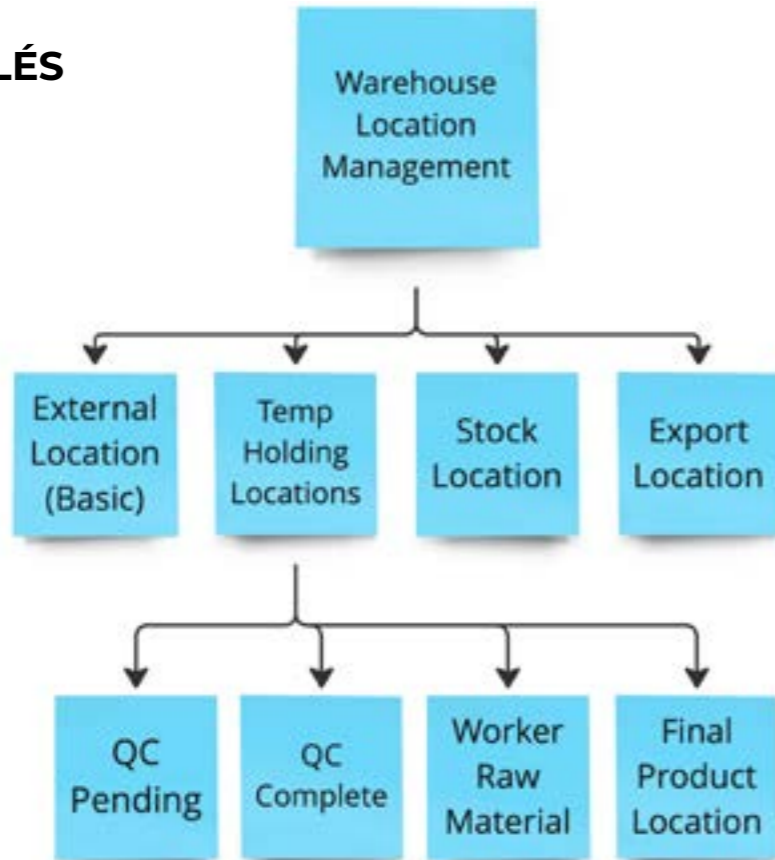 LÉS
Warehouse
Location
Management
External
Location
(Basic)
Temp
Holding
Locations
Stock
Location
Export
Location
QC
Pending
QC
Complete
Worker
Raw
Material
Final
Product
Location